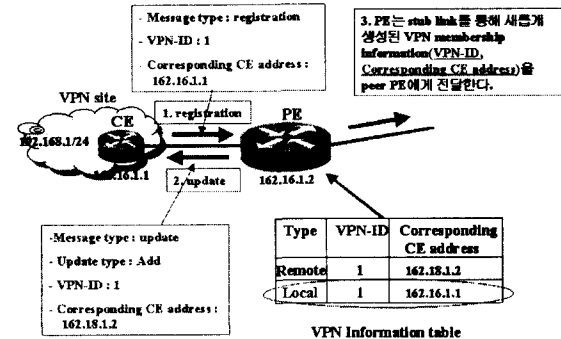 - Message type : registration
- VPN-ID : 1
- Corresponding CE address :
162.16.1.1
3. PE는 stub link를 통해 새롭게
생성된 VPN membership
information(VPN-ID,
Corresponding CE address)을
peer PE에게 전달한다.
VPN site
1. registration
CE
PE
192.168.1/24
162.16.1.1
2. update
162.16.1.2
-Message type : update
- Update type : Add
- VPN-ID : 1
- Corresponding CE address :
162.18.1.2
Type VPN-ID Corresponding
CE address
Remote 1 162.18.1.2
Local 1 162.16.1.1
VPN Information table